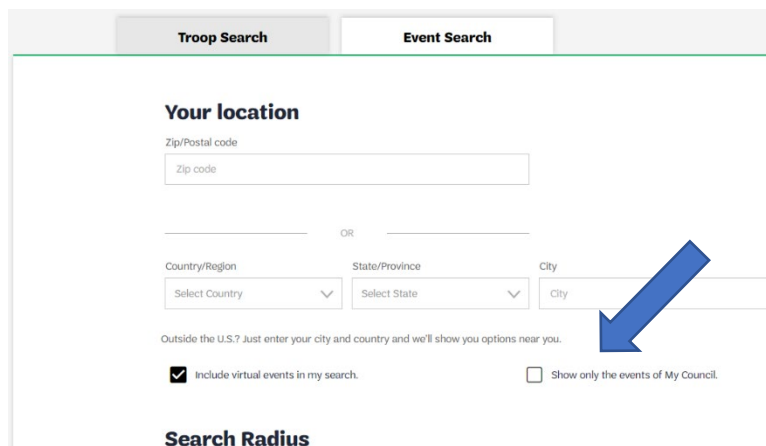 Troop Search Event Search
Your location
Zip/Postal code
Zip code
OR
Country/Region State/Province City
Select Country Select State City
Outside the U.S.? Just enter your city and country and we'll show you options near you.
Include virtual events in my search. Show only the events of My Council.
Search Radius